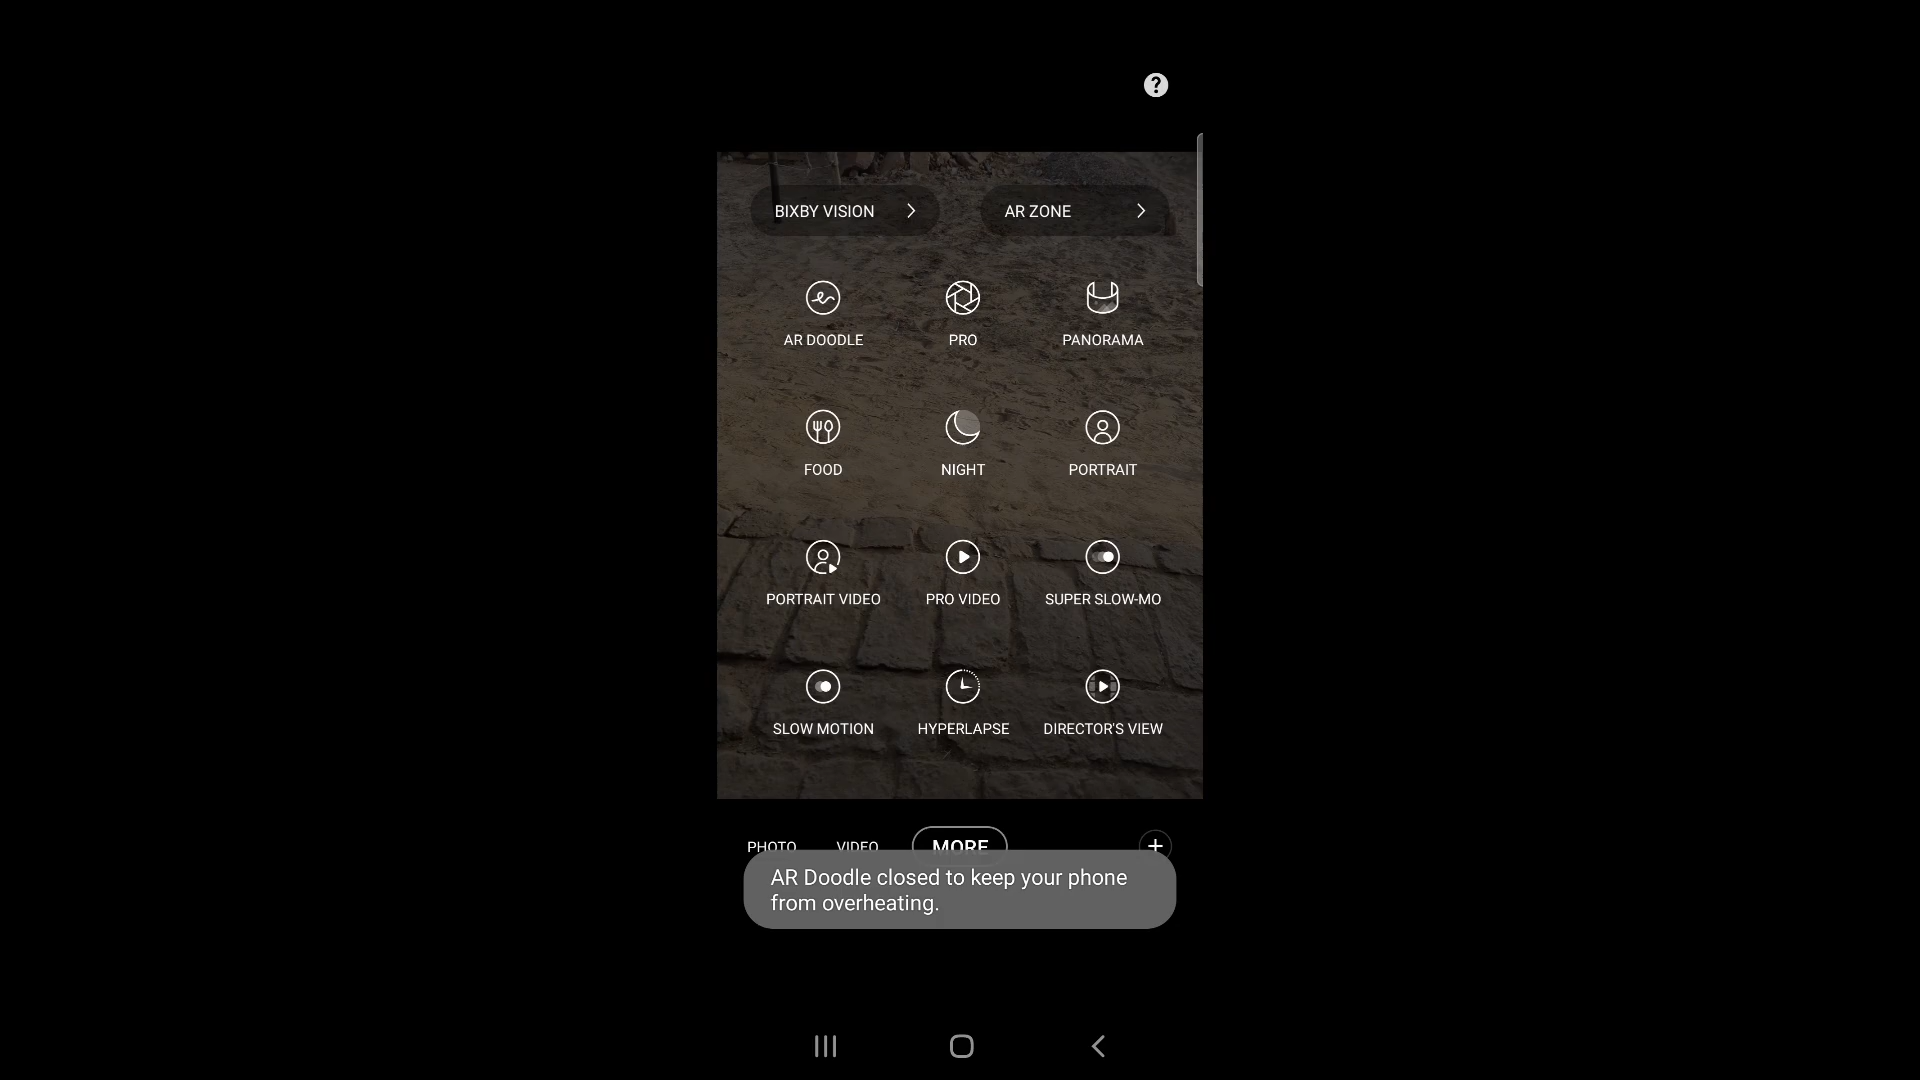 BIXBY VISION
AR ZONE
AR DOODLE
PRO
PANORAMA
FOOD
NIGHT
PORTRAIT
PORTRAIT VIDEO
PRO VIDEO
SUPER SLOW-MO
SLOW MOTION
HYPERLAPSE
DIRECTOR'S VIEW
PHOTO
VIDEO
MORE
AR Doodle closed to keep your phone
from overheating.